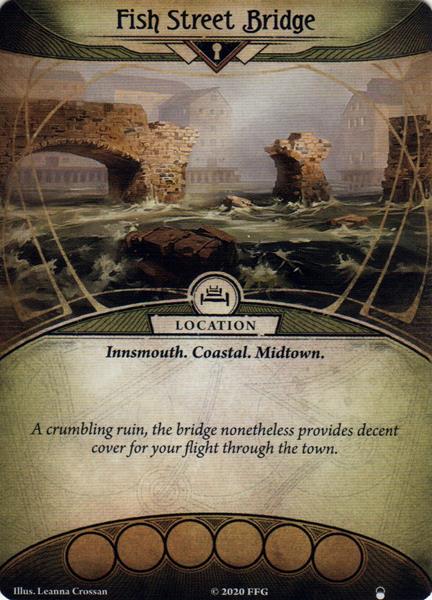 Fish Street Bridge
LOCATION
Innsmouth. Coastal. Midtown.
A crumbling ruin, the bridge nonetheless provides decent
cover for your flight through the town.
Illus. Leanna Crossan
© 2020 FFG